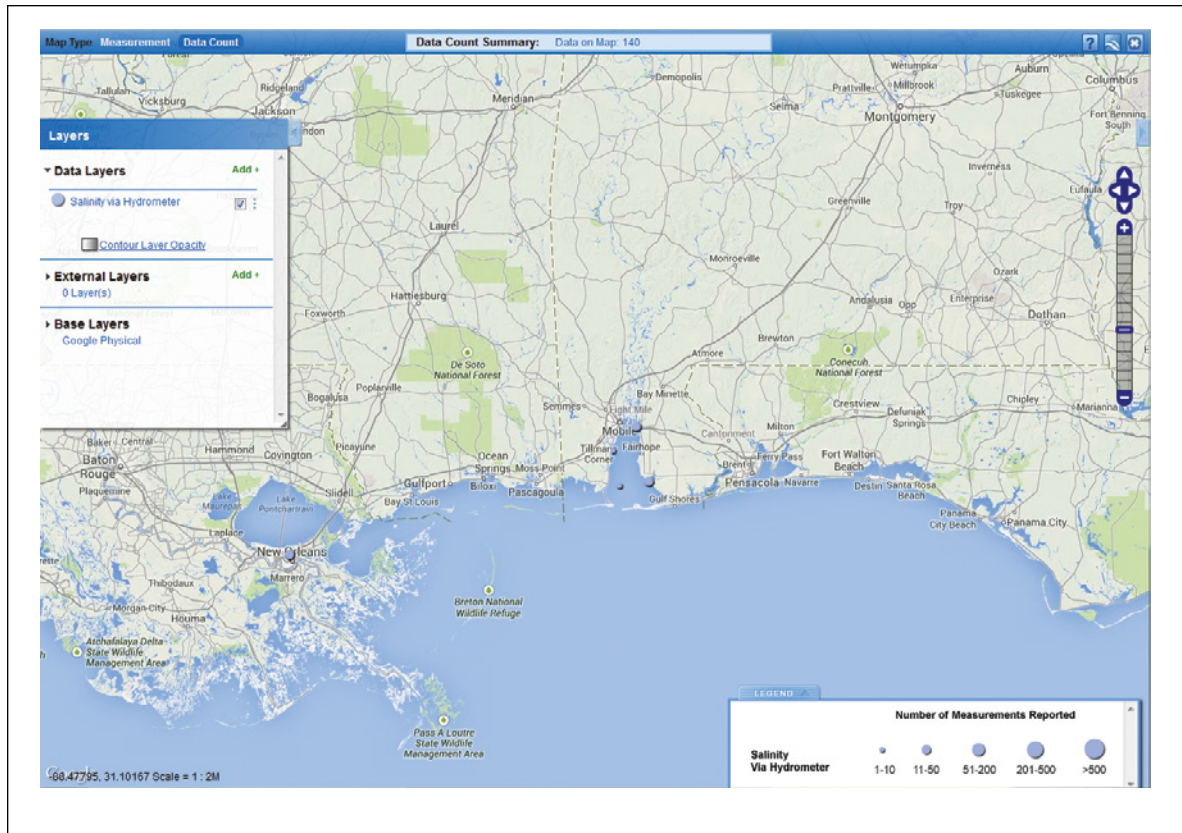 Map Type Measurement Data Count
Data Count Summary: Data on Map: 140
?
Layers
Data Layers Add +
Salinity via Hydrometer
Contour Layer Opacity
External Layers Add +
0 Layer(s)
Base Layers
Google Physical
Tallulah
Vicksburg
Ridgeland
Jackson
Forest
Meridian
Demopolis
Selma
Prattville
Wetumpka
Millbrook
Montgomery
Tuskegee
Auburn
Columbus
Fort Benning
South
Inverness
Eufaula
Greenville
Troy
Laurel
Monroeville
Ozark
Hattiesburg
Andalusia
Opp
Enterprise
Dothan
Foxworth
Brewton
De Soto
National Forest
Atmore
Conecuh
National Forest
Poplarville
Bogalusa
Bay Minette
Semmes
Eight Mile
Mobile
Crestview
Defuniak
Springs
Chipley
Marianna
Milton
Cantonment
Baker
Central
Baton
Rouge
Hammond
Covington
Picayune
Ocean
Springs
Moss Point
Tillmans
Corner
Fairhope
Brent
Ferry Pass
Fort Walton
Beach
Plaquemine
Lake
Maurepas
Lake
Pontchartrain
Slidell
Gulfport
Bay St Louis
Biloxi
Pascagoula
Gulf Shores
Pensacola
Navarre
Destin
Santa Rosa
Beach
Laplace
Panama
City Beach
Panama City
New Orleans
Marrero
Thibodaux
Morgan City
Houma
Breton National
Wildlife Refuge
Atchafalaya Delta
State Wildlife
Management Area
Pass A Loutre
State Wildlife
Management Area
LEGEND
Number of Measurements Reported
Salinity
Via Hydrometer
1-10 11-50 51-200 201-500 >500
-88.47795, 31.10167 Scale = 1 : 2M